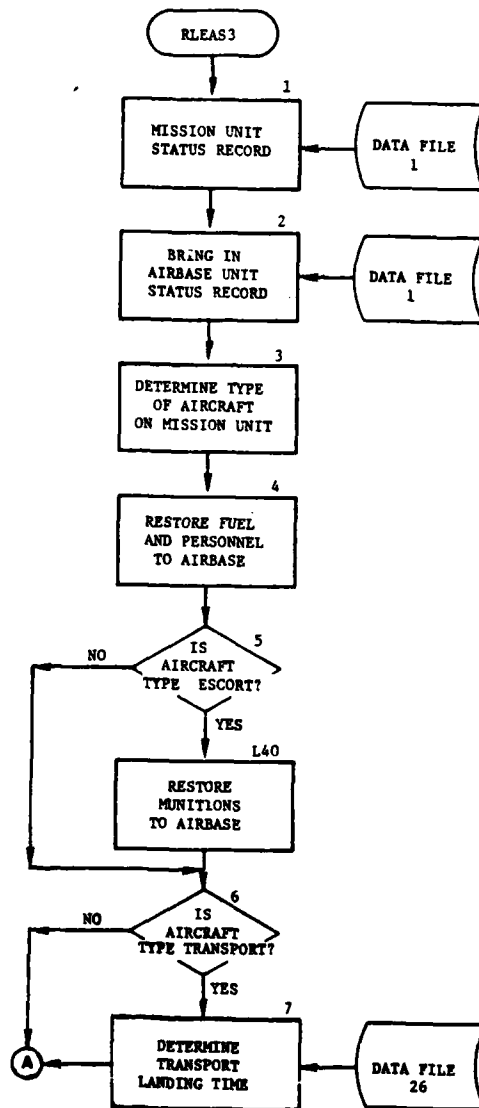 RLEAS3
1
MISSION UNIT
STATUS RECORD
DATA FILE
1
2
BRING IN
AIRBASE UNIT
STATUS RECORD
DATA FILE
1
3
DETERMINE TYPE
OF AIRCRAFT
ON MISSION UNIT
4
RESTORE FUEL
AND PERSONNEL
TO AIRBASE
5
IS
AIRCRAFT
TYPE ESCORT?
NO
YES
L40
RESTORE
MUNITIONS
TO AIRBASE
6
IS
AIRCRAFT
TYPE TRANSPORT?
NO
YES
7
DETERMINE
TRANSPORT
LANDING TIME
A
DATA FILE
26